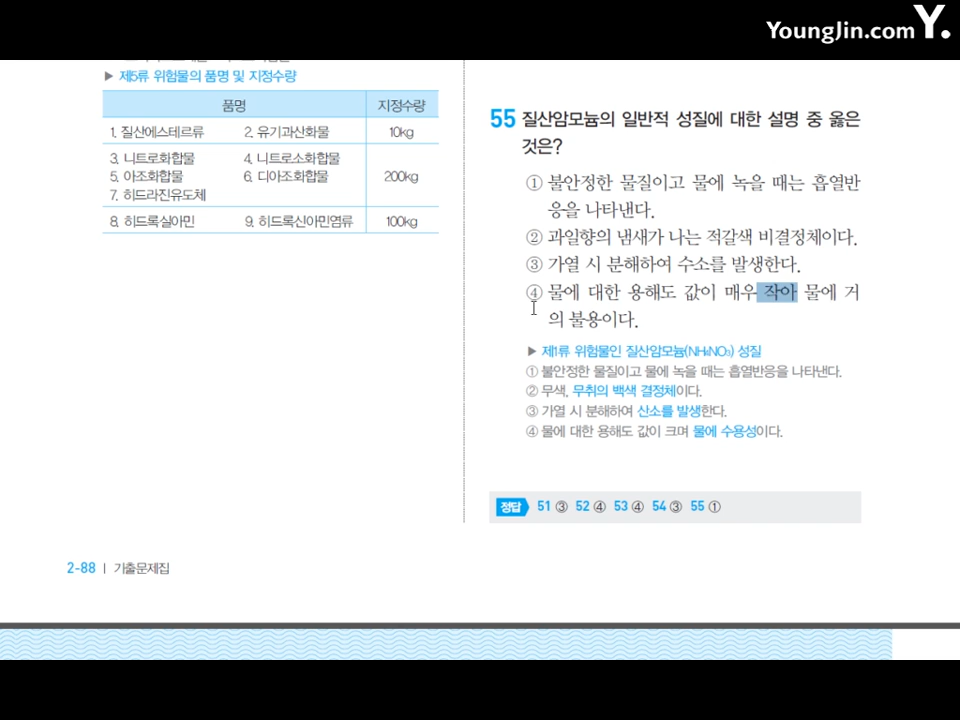 YoungJin.com Y.
▶ 제5류 위험물의 품명 및 지정수량
품명 지정수량
1. 질산에스테르류 2. 유기과산화물 10kg
3. 니트로화합물 4. 니트로소화합물
5. 아조화합물 6. 디아조화합물 200kg
7. 히드라진유도체
8. 히드록실아민 9. 히드록신아민염류 100kg
55 질산암모늄의 일반적 성질에 대한 설명 중 옳은
것은?
① 불안정한 물질이고 물에 녹을 때는 흡열반
응을 나타낸다.
② 과일향의 냄새가 나는 적갈색 비결정체이다.
③ 가열 시 분해하여 수소를 발생한다.
④ 물에 대한 용해도 값이 매우 작아 물에 거
의 불용이다.
▶ 제1류 위험물인 질산암모늄(NH₄NO₃) 성질
① 불안정한 물질이고 물에 녹을 때는 흡열반응을 나타낸다.
② 무색, 무취의 백색 결정체이다.
③ 가열 시 분해하여 산소를 발생한다.
④ 물에 대한 용해도 값이 크며 물에 수용성이다.
정답 51 ③ 52 ④ 53 ④ 54 ③ 55 ①
2-88 | 기출문제집